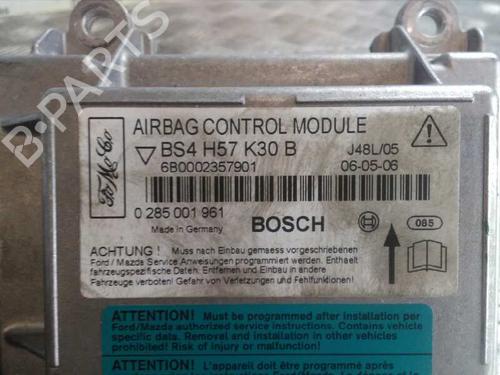 AIRBAG CONTROL MODULE
BS4 H57 K30 B
J48L/05
6B0002357901
06-05-06
0 285 001 961
Made in Germany
BOSCH
085
FoMoCo
ACHTUNG ! Muss nach Einbau gemaess vorgeschriebenen
Ford / Mazda Service Anweisungen programmiert werden. Enthaelt
fahrzeugspezifische Daten. Entfernen und Einbau in andere
Fahrzeuge verboten! Gefahr von Verletzungen und Fehlfunktionen!
ATTENTION! Must be programmed after installation per
Ford/Mazda authorized service instructions. Contains vehicle
specific data. Removal and installation in other vehicles
prohibited! Risk of injury or malfunction!
ATTENTION! L'appareil doit être programmé après
B-PARTS